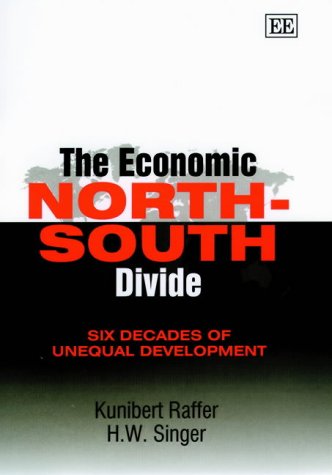 EE
The Economic
NORTH-
SOUTH
Divide
SIX DECADES OF
UNEQUAL DEVELOPMENT
Kunibert Raffer
H.W. Singer